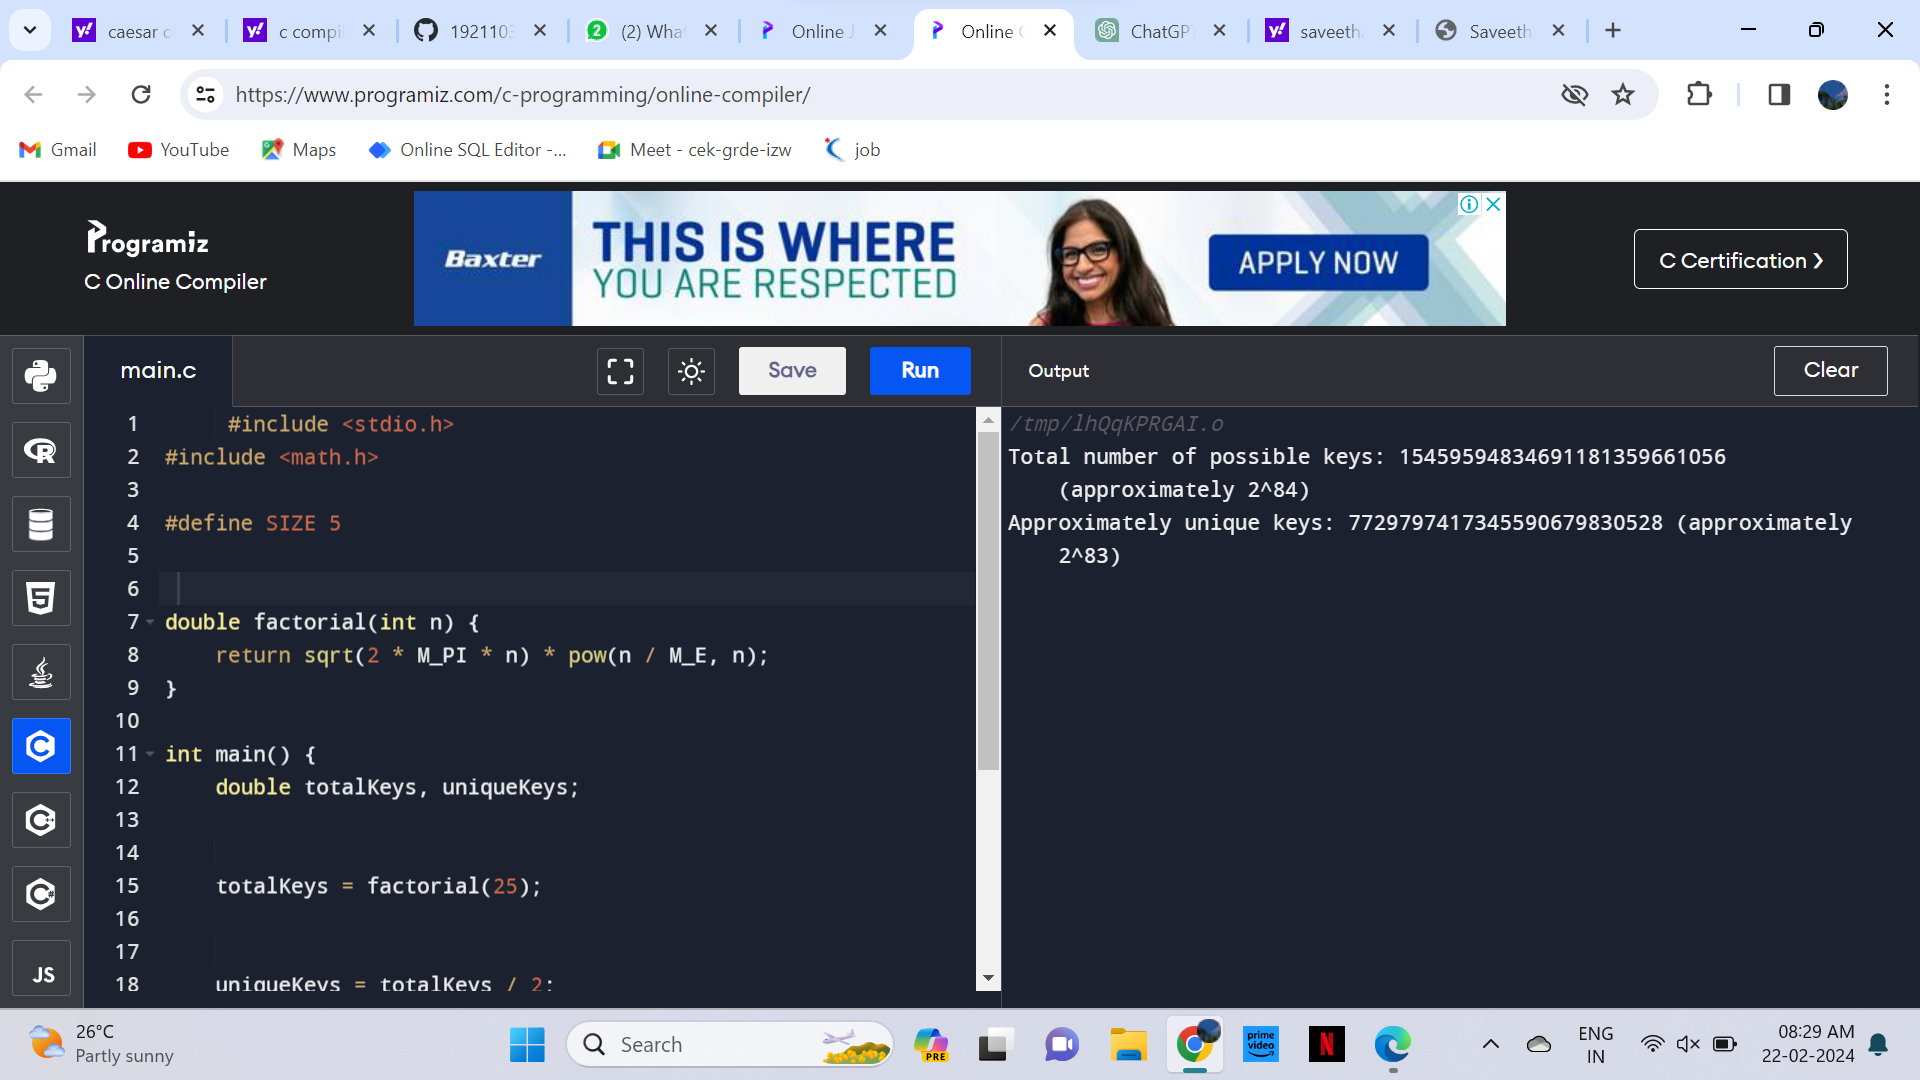 caesar c
c compi
1921103
(2) What
Online J
Online C
ChatGPT
saveeth
Saveeth
https://www.programiz.com/c-programming/online-compiler/
Gmail
YouTube
Maps
Online SQL Editor -...
Meet - cek-grde-izw
job
Programiz
C Online Compiler
Baxter
THIS IS WHERE
YOU ARE RESPECTED
APPLY NOW
C Certification ❯
main.c
Save
Run
Output
Clear
1 #include <stdio.h>
2 #include <math.h>
3
4 #define SIZE 5
5
6
7 double factorial(int n) {
8 return sqrt(2 * M_PI * n) * pow(n / M_E, n);
9 }
10
11 int main() {
12 double totalKeys, uniqueKeys;
13
14
15 totalKeys = factorial(25);
16
17
18 uniqueKeys = totalKeys / 2;
/tmp/lhQqKPRGAI.o
Total number of possible keys: 15459594834691181359661056
(approximately 2^84)
Approximately unique keys: 7729797417345590679830528 (approximately
2^83)
JS
26°C
Partly sunny
Search
PRE
prime
video
N
ENG
IN
08:29 AM
22-02-2024